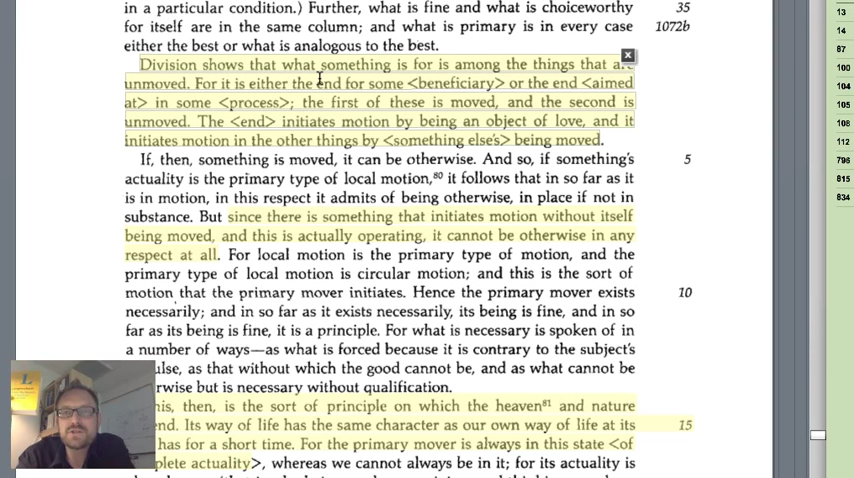 in a particular condition.) Further, what is fine and what is choiceworthy 35
for itself are in the same column; and what is primary is in every case 1072b
either the best or what is analogous to the best.
Division shows that what something is for is among the things that
unmoved. For it is either the end for some <beneficiary> or the end <aimed
at> in some <process>; the first of these is moved, and the second is
unmoved. The <end> initiates motion by being an object of love, and it
initiates motion in the other things by <something else's> being moved.
If, then, something is moved, it can be otherwise. And so, if something's 5
actuality is the primary type of local motion,80 it follows that in so far as it
is in motion, in this respect it admits of being otherwise, in place if not in
substance. But since there is something that initiates motion without itself
being moved, and this is actually operating, it cannot be otherwise in any
respect at all. For local motion is the primary type of motion, and the
primary type of local motion is circular motion; and this is the sort of
motion that the primary mover initiates. Hence the primary mover exists 10
necessarily; and in so far as it exists necessarily, its being is fine, and in so
far as its being is fine, it is a principle. For what is necessary is spoken of in
a number of ways—as what is forced because it is contrary to the subject's
ulse, as that without which the good cannot be, and as what cannot be
rwise but is necessary without qualification.
his, then, is the sort of principle on which the heaven81 and nature
end. Its way of life has the same character as our own way of life at its 15
has for a short time. For the primary mover is always in this state <of
plete actuality>, whereas we cannot always be in it; for its actuality is
13
14
67
100
104
105
108
112
796
815
834